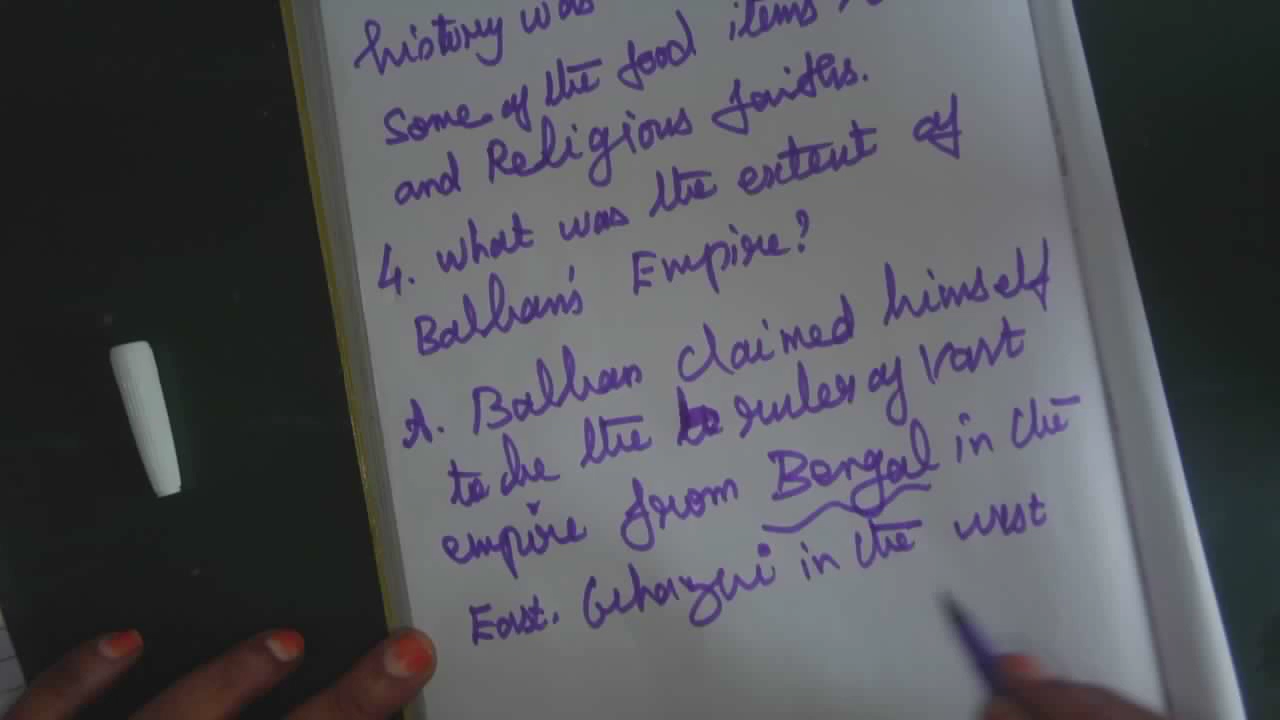 history was
Some of the food items
and Religious faiths.
4. what was the extent of
Balban's Empire?
A. Balban claimed himself
to be the ruler of vast
empire from Bengal in the
East. Ghazni in the west